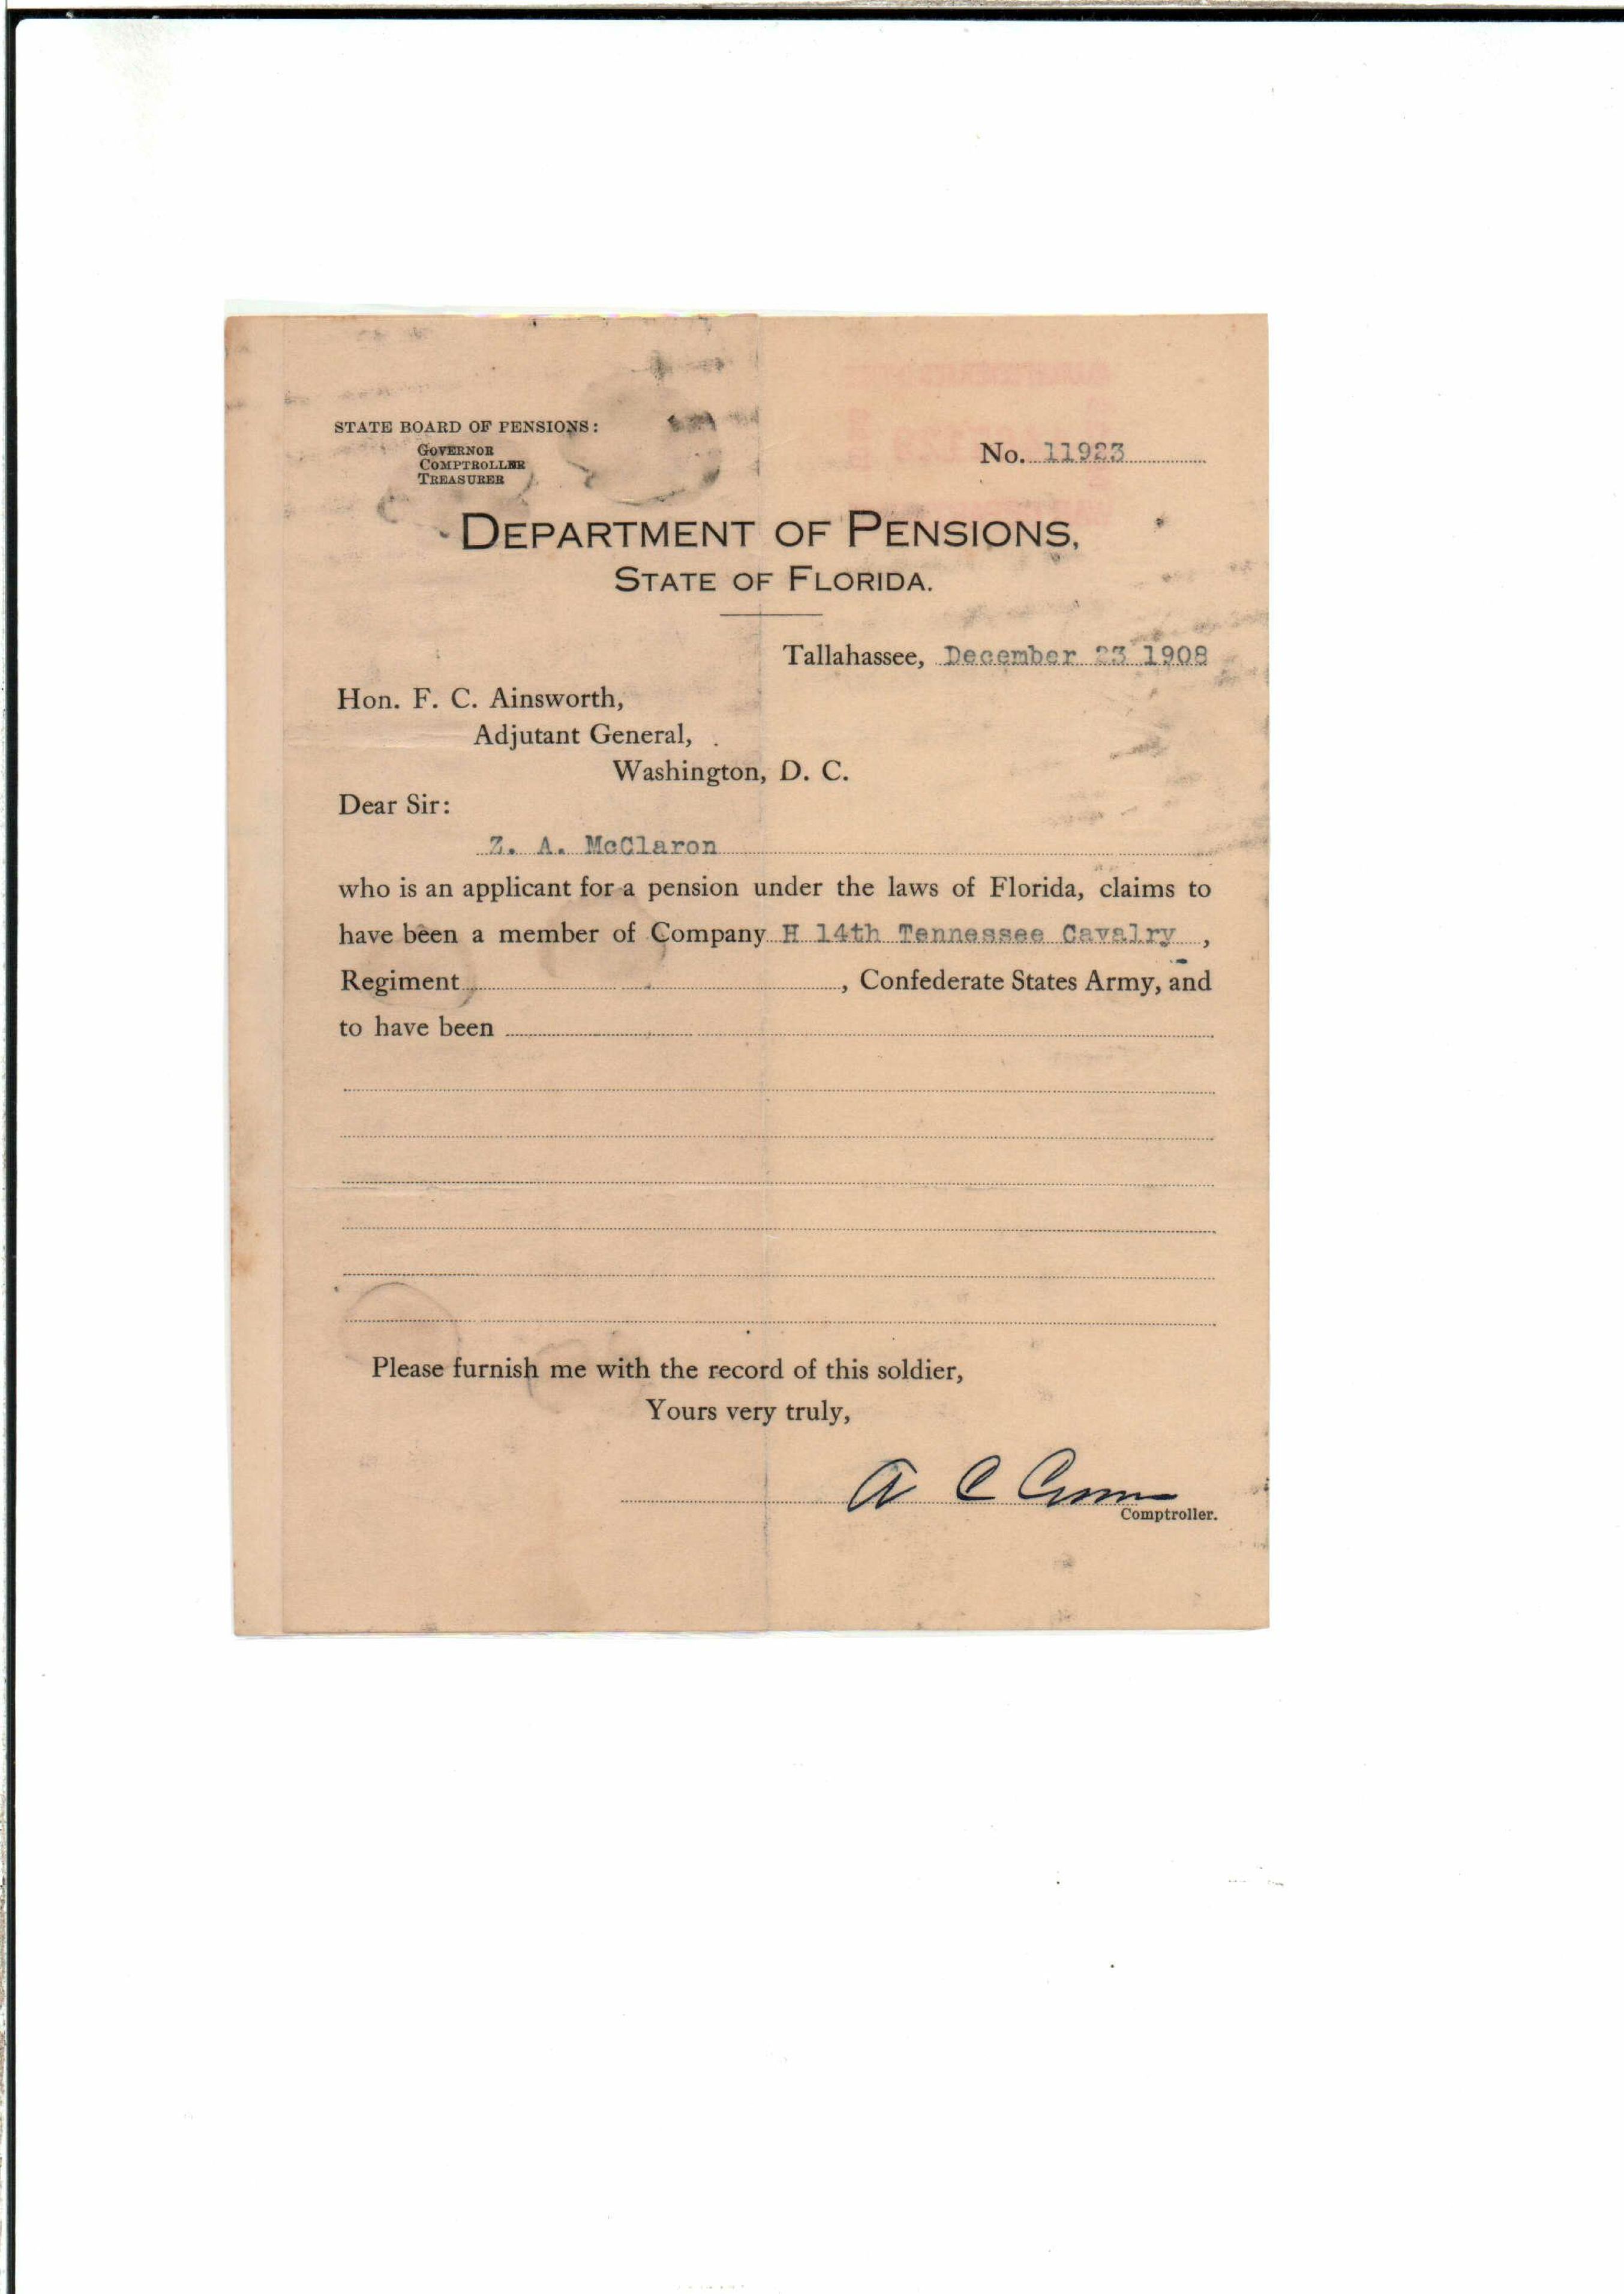 STATE BOARD OF PENSIONS:
GOVERNOR
COMPTROLLER
TREASURER
No. 11923
DEPARTMENT OF PENSIONS,
STATE OF FLORIDA.
Tallahassee, December 23 1908
Hon. F. C. Ainsworth,
Adjutant General,
Washington, D. C.
Dear Sir:
Z. A. McClaron
who is an applicant for a pension under the laws of Florida, claims to
have been a member of Company H 14th Tennessee Cavalry ,
Regiment , Confederate States Army, and
to have been
Please furnish me with the record of this soldier,
Yours very truly,
A C Croom
Comptroller.